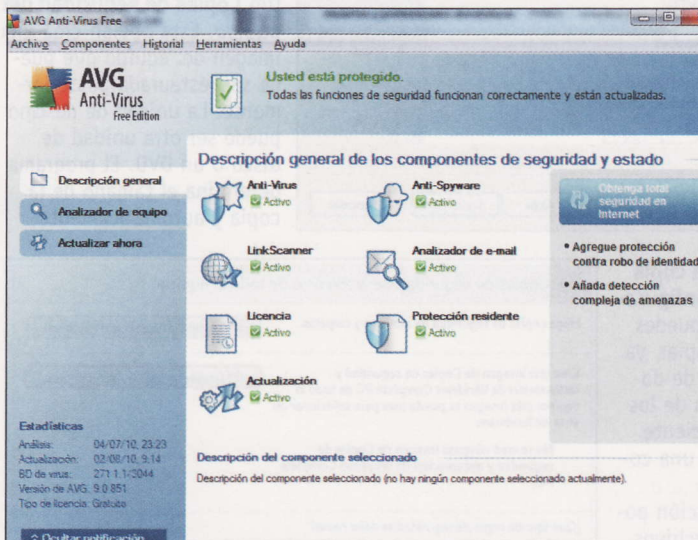 AVG Anti-Virus Free
Archivo Componentes Historial Herramientas Ayuda
AVG
Anti-Virus
Free Edition
Usted está protegido.
Todas las funciones de seguridad funcionan correctamente y están actualizadas.
Descripción general
Analizador de equipo
Actualizar ahora
Descripción general de los componentes de seguridad y estado
Anti-Virus
Activo
Anti-Spyware
Activo
LinkScanner
Activo
Analizador de e-mail
Activo
Licencia
Activo
Protección residente
Activo
Actualización
Activo
Obtenga total
seguridad en
Internet
• Agregue protección
contra robo de identidad
• Añada detección
compleja de amenazas
Descripción del componente seleccionado
Descripción del componente seleccionado (no hay ningún componente seleccionado actualmente).
Estadísticas
Análisis: 04/07/10, 23:23
Actualización: 02/08/10, 9:14
BD de virus: 271.1.1/3044
Versión de AVG: 9.0.851
Tipo de licencia: Gratuito
Ocultar notificación